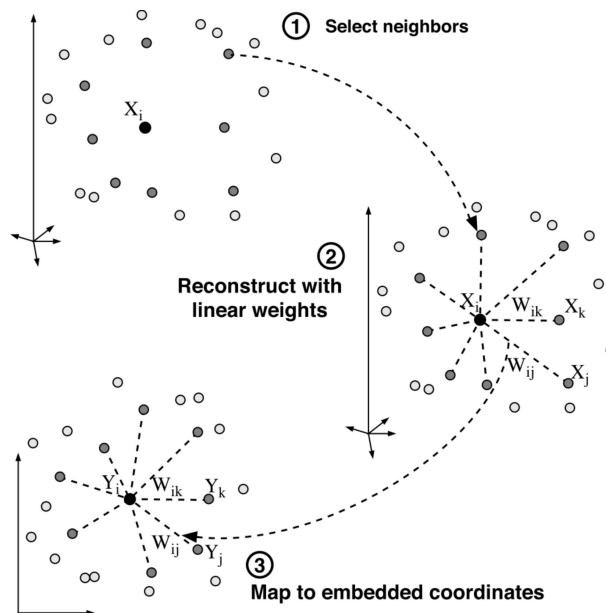 ① Select neighbors
X_i
②
Reconstruct with
linear weights
X_i
W_ik
X_k
W_ij
X_j
Y_i
W_ik
Y_k
W_ij
Y_j
③
Map to embedded coordinates